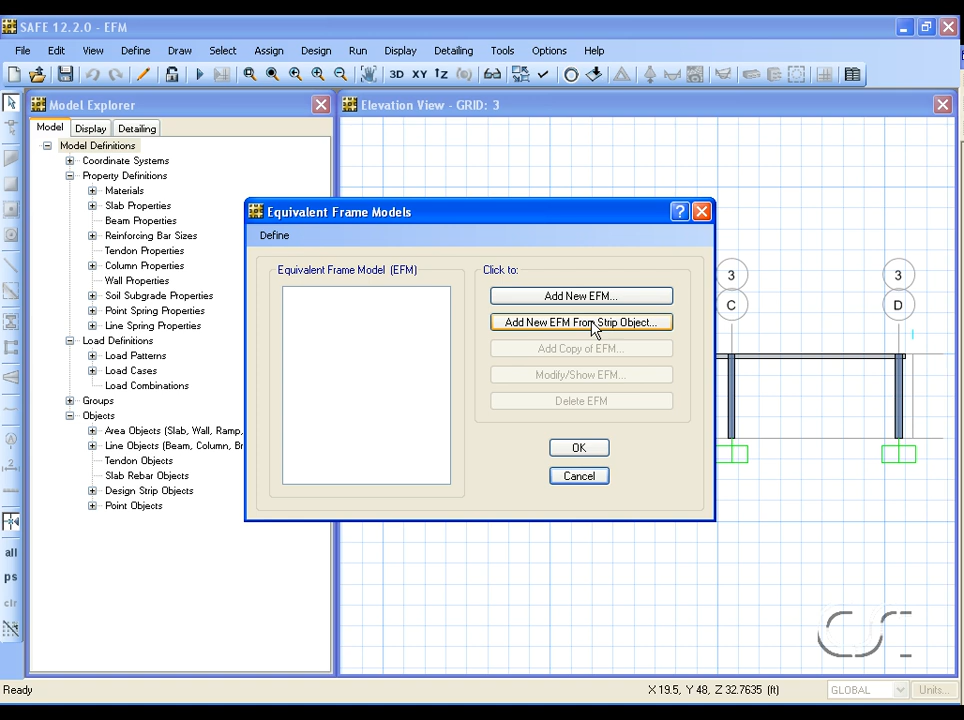 SAFE 12.2.0 - EFM
File Edit View Define Draw Select Assign Design Run Display Detailing Tools Options Help
3D XY
Model Explorer
Elevation View - GRID: 3
Model Display Detailing
Model Definitions
Coordinate Systems
Property Definitions
Materials
Slab Properties
Beam Properties
Reinforcing Bar Sizes
Tendon Properties
Column Properties
Wall Properties
Soil Subgrade Properties
Point Spring Properties
Line Spring Properties
Load Definitions
Load Patterns
Load Cases
Load Combinations
Groups
Objects
Area Objects (Slab, Wall, Ramp,
Line Objects (Beam, Column, Br
Tendon Objects
Slab Rebar Objects
Design Strip Objects
Point Objects
all
ps
clr
Equivalent Frame Models
Define
Equivalent Frame Model (EFM)
Click to:
Add New EFM...
Add New EFM From Strip Object...
Add Copy of EFM...
Modify/Show EFM...
Delete EFM
OK
Cancel
3 3
C D
CSI
Ready
X 19.5, Y 48, Z 32.7635 (ft)
GLOBAL
Units...